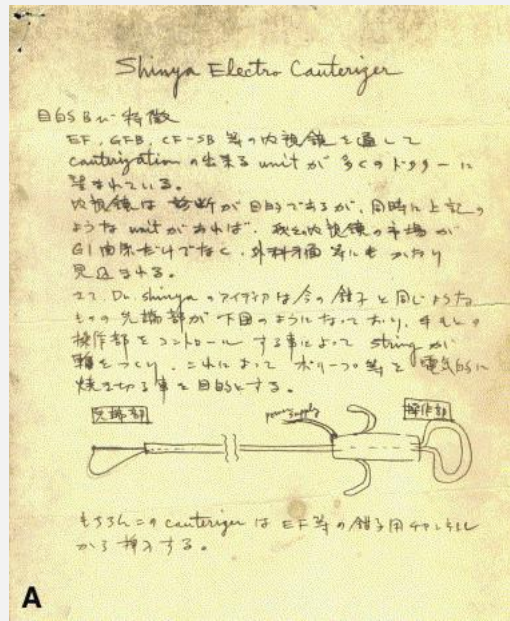 Shinya Electro Cauterizer
目的及び特徴
EF, GFB, CF-SB 等の内視鏡を通して
cauterization の出来る unit が多くのドクターに
望まれている。
内視鏡は診断が目的であるが、同時に上記の
ような unit があれば、内視鏡の市場が
GI 関係だけでなく、外科方面等にもかなり
見込まれる。
さて、Dr. Shinya のアイディアは今の鉗子と同じような
ものの先端部が下図のようになっており、手もとの
操作部をコントロールする事によって string が
輪をつくり、これによってポリープ等を電気的に
焼き切る事を目的とする。
先端部
power supply
操作部
もちろんこの cauterizer は EF 等の鉗子用チャンネル
から挿入する。
A